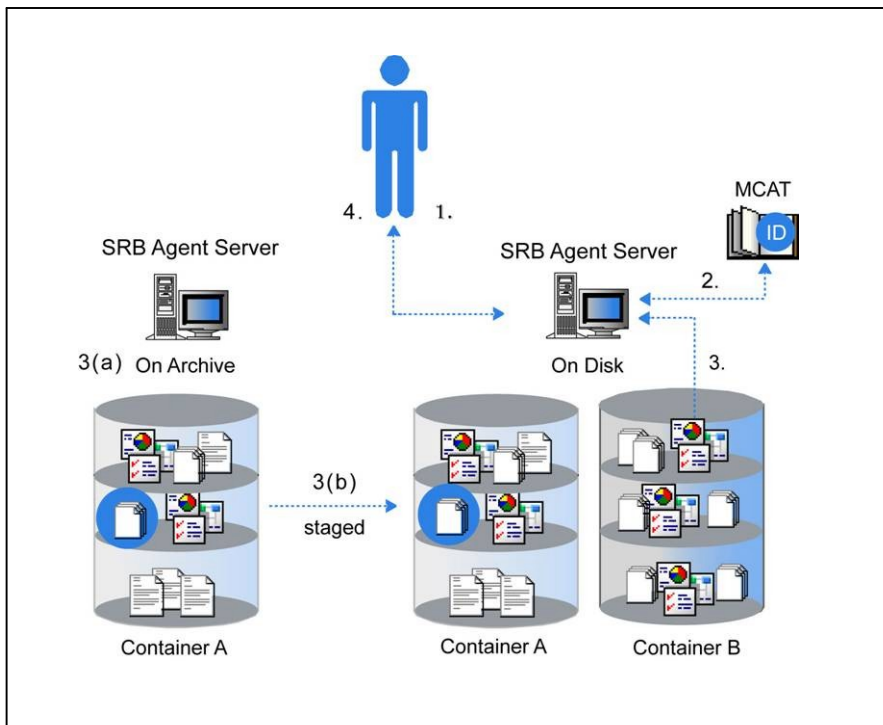 4.
1.
MCAT
ID
SRB Agent Server
SRB Agent Server
2.
3(a)
On Archive
On Disk
3.
3(b)
staged
Container A
Container A
Container B